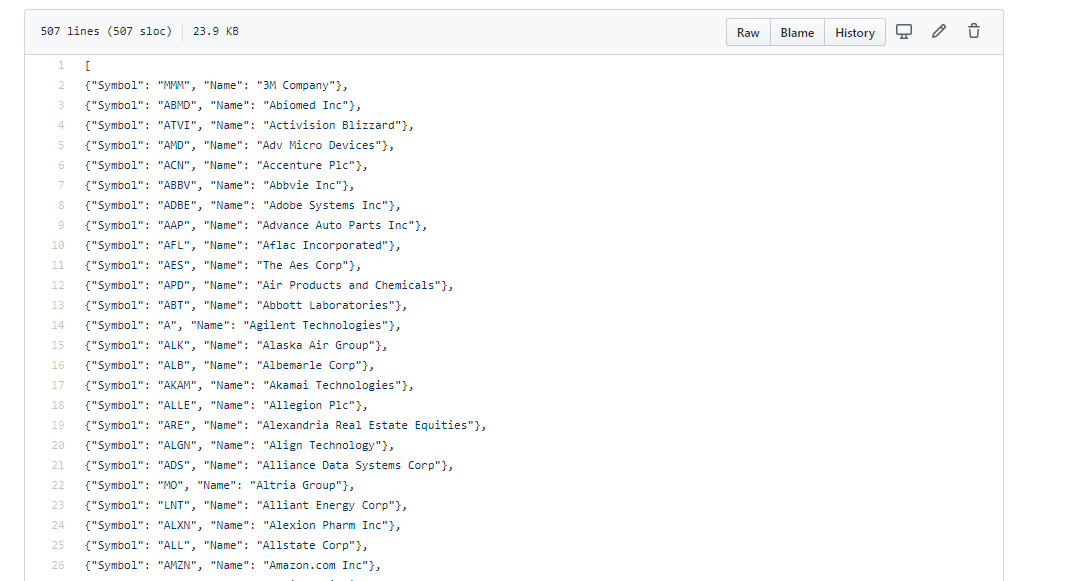 507 lines (507 sloc) 23.9 KB Raw Blame History
1 [
2 {"Symbol": "MMM", "Name": "3M Company"},
3 {"Symbol": "ABMD", "Name": "Abiomed Inc"},
4 {"Symbol": "ATVI", "Name": "Activision Blizzard"},
5 {"Symbol": "AMD", "Name": "Adv Micro Devices"},
6 {"Symbol": "ACN", "Name": "Accenture Plc"},
7 {"Symbol": "ABBV", "Name": "Abbvie Inc"},
8 {"Symbol": "ADBE", "Name": "Adobe Systems Inc"},
9 {"Symbol": "AAP", "Name": "Advance Auto Parts Inc"},
10 {"Symbol": "AFL", "Name": "Aflac Incorporated"},
11 {"Symbol": "AES", "Name": "The Aes Corp"},
12 {"Symbol": "APD", "Name": "Air Products and Chemicals"},
13 {"Symbol": "ABT", "Name": "Abbott Laboratories"},
14 {"Symbol": "A", "Name": "Agilent Technologies"},
15 {"Symbol": "ALK", "Name": "Alaska Air Group"},
16 {"Symbol": "ALB", "Name": "Albemarle Corp"},
17 {"Symbol": "AKAM", "Name": "Akamai Technologies"},
18 {"Symbol": "ALLE", "Name": "Allegion Plc"},
19 {"Symbol": "ARE", "Name": "Alexandria Real Estate Equities"},
20 {"Symbol": "ALGN", "Name": "Align Technology"},
21 {"Symbol": "ADS", "Name": "Alliance Data Systems Corp"},
22 {"Symbol": "MO", "Name": "Altria Group"},
23 {"Symbol": "LNT", "Name": "Alliant Energy Corp"},
24 {"Symbol": "ALXN", "Name": "Alexion Pharm Inc"},
25 {"Symbol": "ALL", "Name": "Allstate Corp"},
26 {"Symbol": "AMZN", "Name": "Amazon.com Inc"},